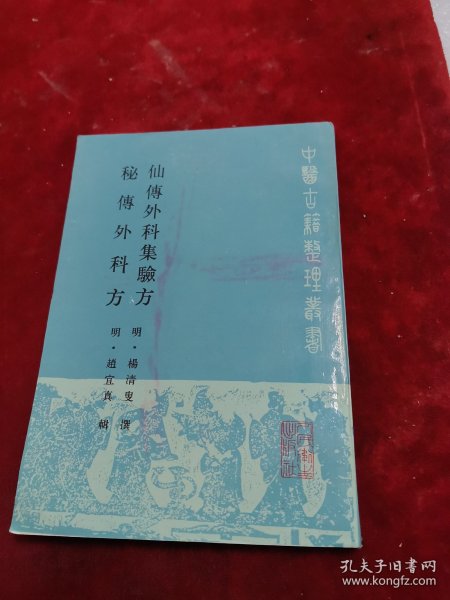 中醫古籍整理叢書
仙傳外科集驗方
明·楊清叟 撰
秘傳外科方
明·趙宜真 輯
孔夫子旧书网
www.kongfz.com